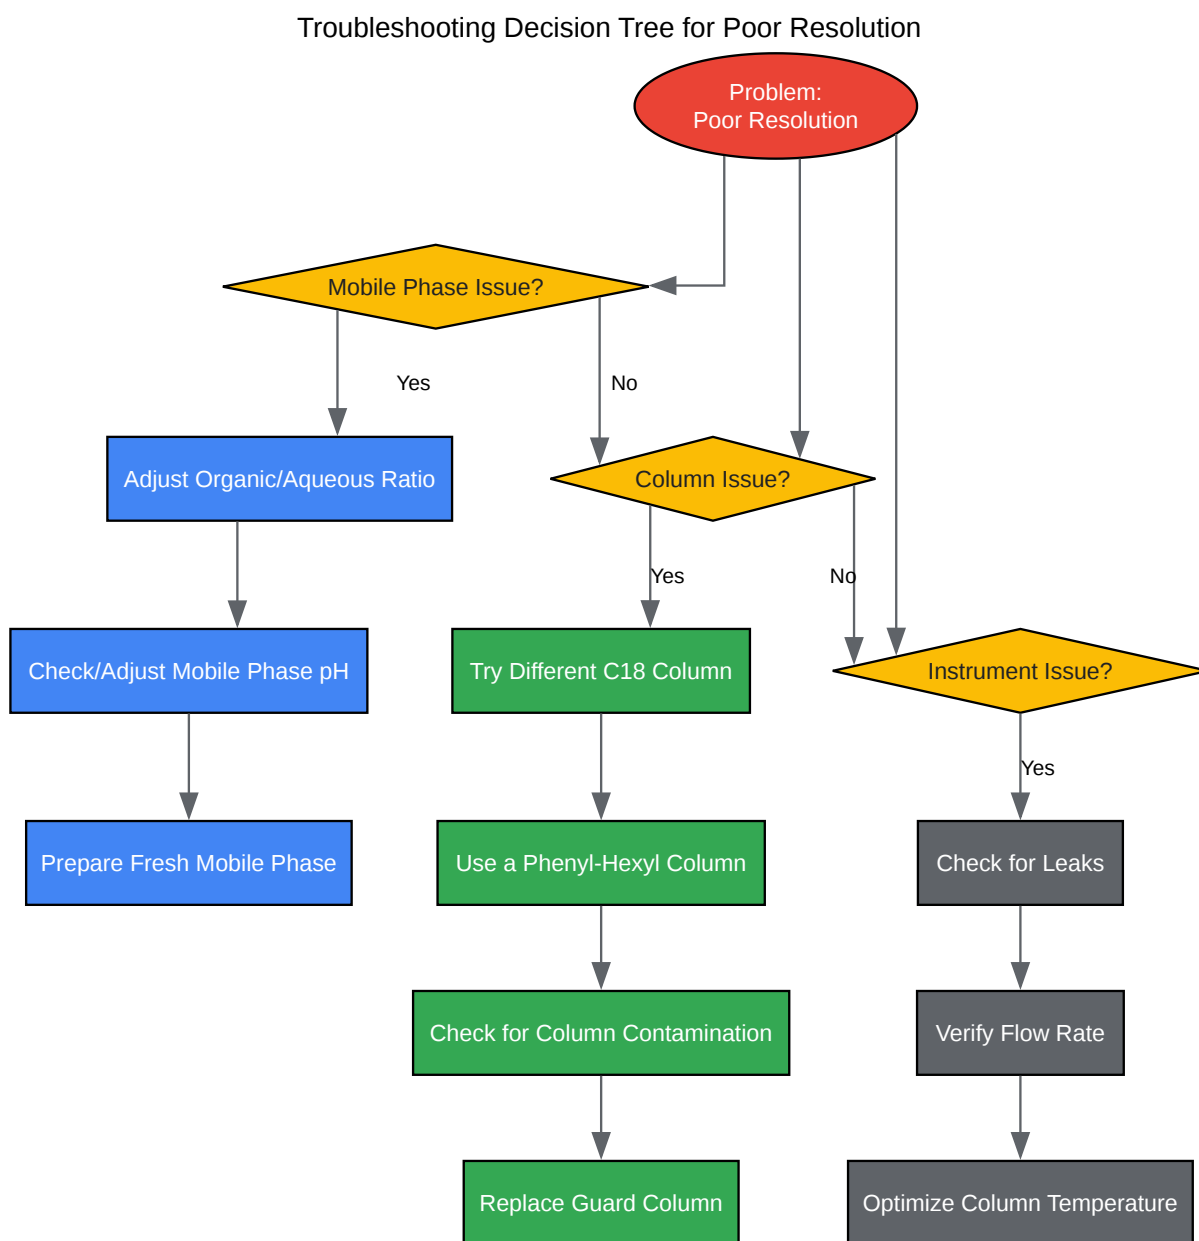 Troubleshooting Decision Tree for Poor Resolution
Problem:
Poor Resolution
Mobile Phase Issue?
Yes
No
Adjust Organic/Aqueous Ratio
Column Issue?
Yes
No
Check/Adjust Mobile Phase pH
Try Different C18 Column
Instrument Issue?
Yes
Prepare Fresh Mobile Phase
Use a Phenyl-Hexyl Column
Check for Leaks
Check for Column Contamination
Verify Flow Rate
Replace Guard Column
Optimize Column Temperature